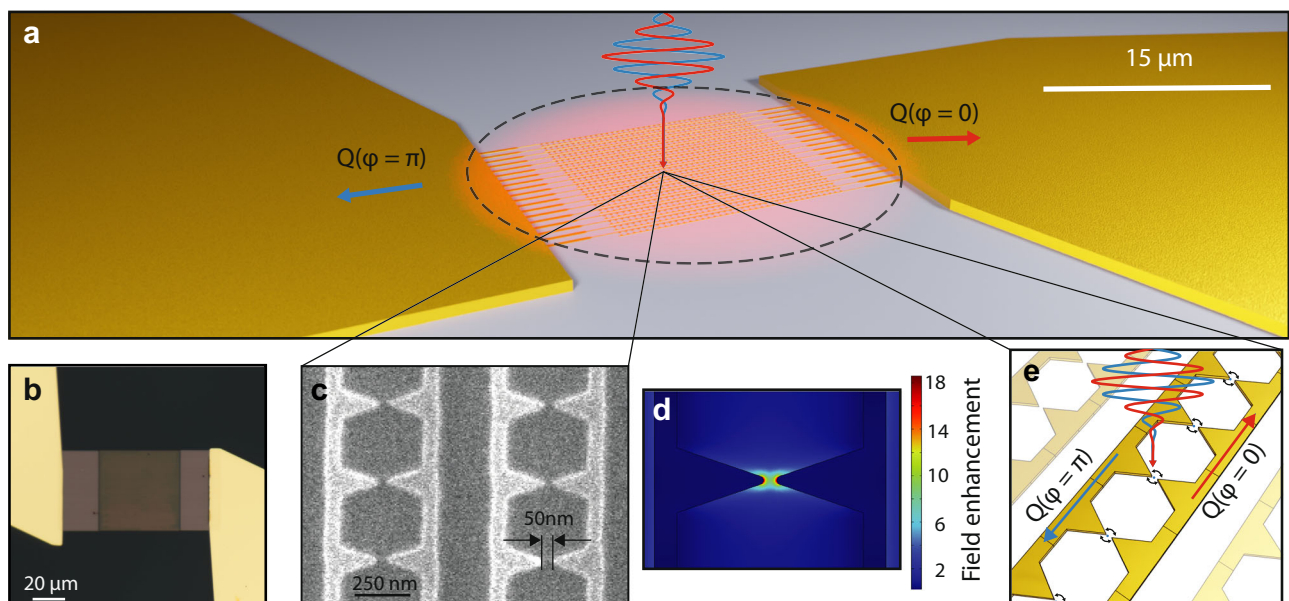 a
15 μm
Q(φ = π)
Q(φ = 0)
b
20 μm
c
50nm
250 nm
d
18
14
10
6
2
Field enhancement
e
Q(φ = π)
Q(φ = 0)